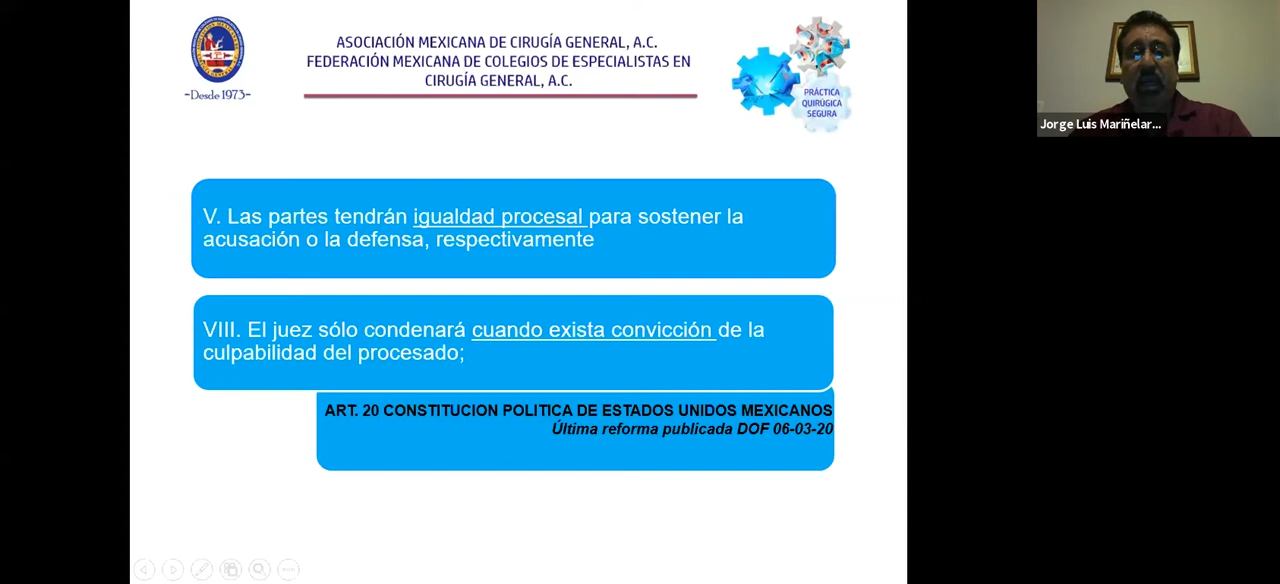 ASOCIACIÓN MEXICANA DE CIRUGÍA GENERAL, A.C.
FEDERACIÓN MEXICANA DE COLEGIOS DE ESPECIALISTAS EN
CIRUGÍA GENERAL, A.C.
-Desde 1973-
PRÁCTICA
QUIRÚGICA
SEGURA
Jorge Luis Mariñelar...
V. Las partes tendrán igualdad procesal para sostener la
acusación o la defensa, respectivamente
VIII. El juez sólo condenará cuando exista convicción de la
culpabilidad del procesado;
ART. 20 CONSTITUCION POLITICA DE ESTADOS UNIDOS MEXICANOS
Última reforma publicada DOF 06-03-20